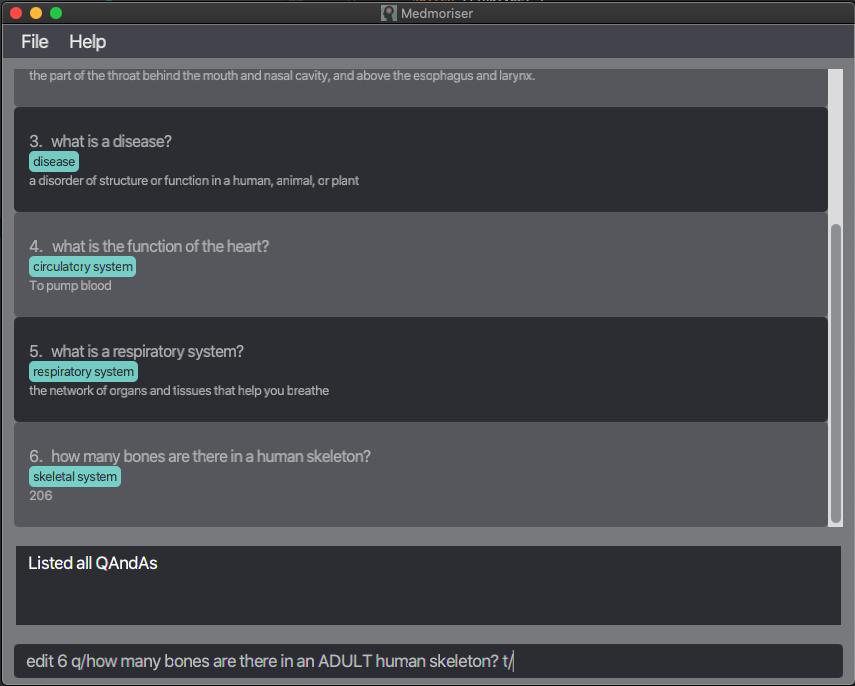 Medmoriser
File Help
the part of the throat behind the mouth and nasal cavity, and above the esophagus and larynx.
3. what is a disease?
disease
a disorder of structure or function in a human, animal, or plant
4. what is the function of the heart?
circulatory system
To pump blood
5. what is a respiratory system?
respiratory system
the network of organs and tissues that help you breathe
6. how many bones are there in a human skeleton?
skeletal system
206
Listed all QAndAs
edit 6 q/how many bones are there in an ADULT human skeleton? t/